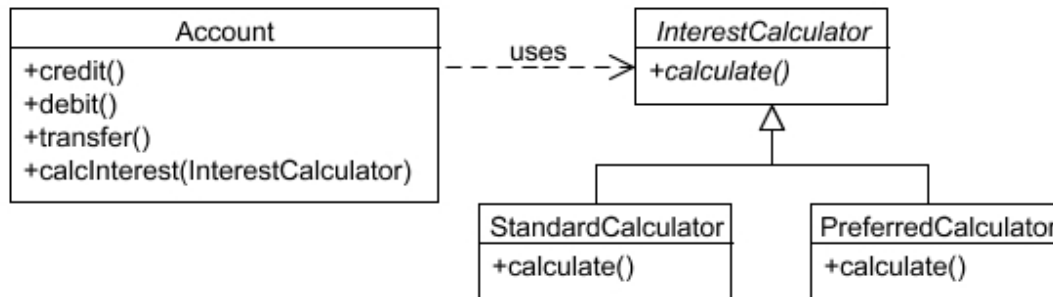 Account
+credit()
+debit()
+transfer()
+calcInterest(InterestCalculator)
uses
InterestCalculator
+calculate()
StandardCalculator
+calculate()
PreferredCalculator
+calculate()